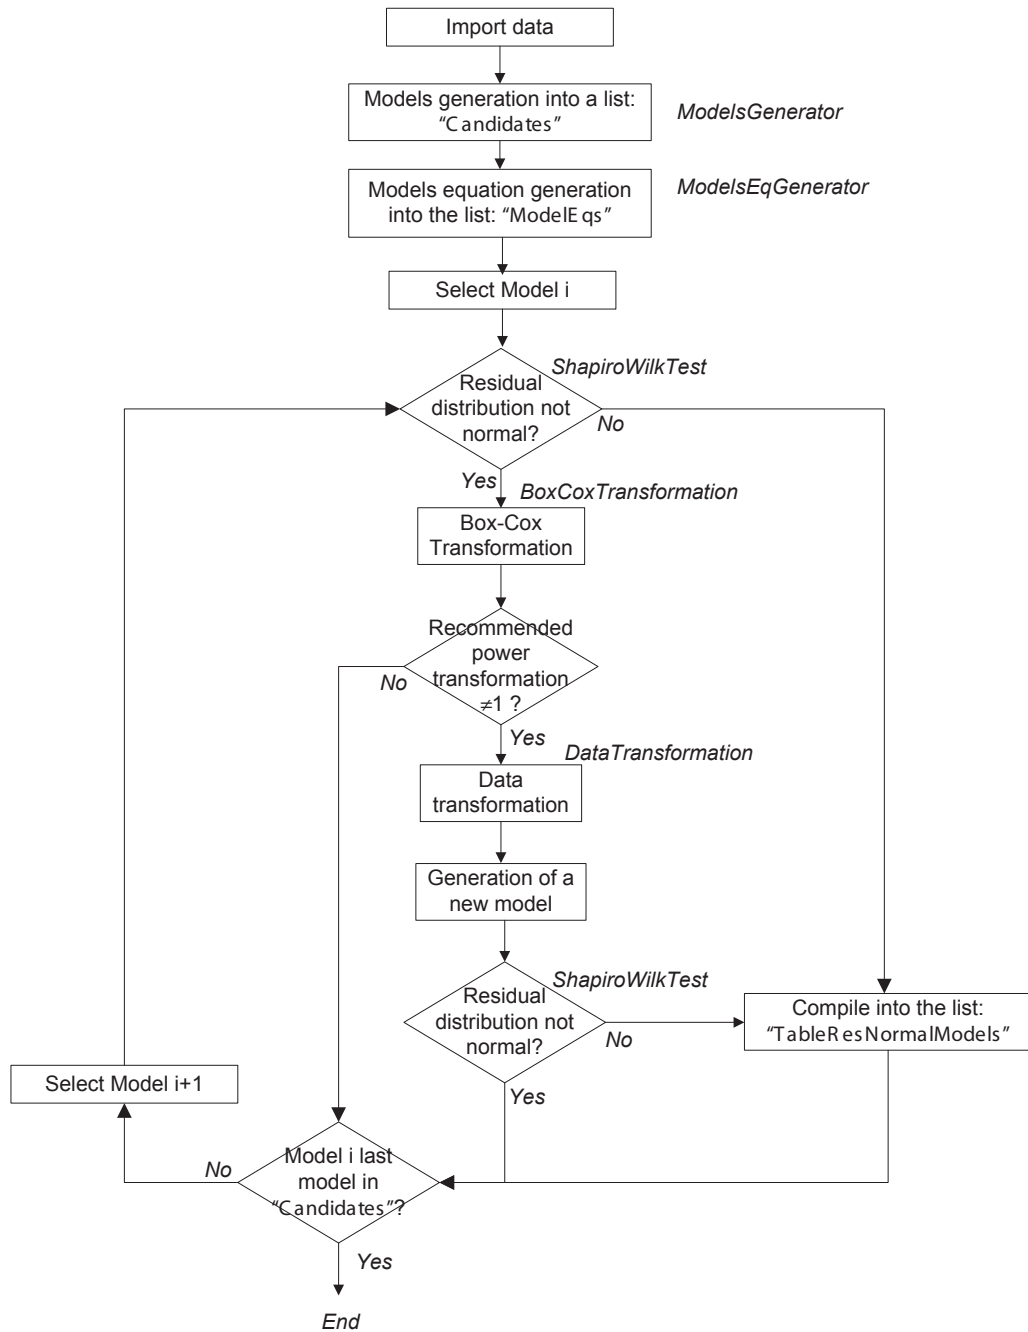 Import data
Models generation into a list:
“Candidates”
ModelsGenerator
Models equation generation
into the list: “ModelEqs”
ModelsEqGenerator
Select Model i
ShapiroWilkTest
Residual
distribution not
normal?
No
Yes
BoxCoxTransformation
Box-Cox
Transformation
Recommended
power
transformation
≠1 ?
No
Yes
DataTransformation
Data
transformation
Generation of a
new model
ShapiroWilkTest
Residual
distribution not
normal?
No
Yes
Compile into the list:
“TableResNormalModels”
Select Model i+1
Model i last
model in
“Candidates”?
No
Yes
End